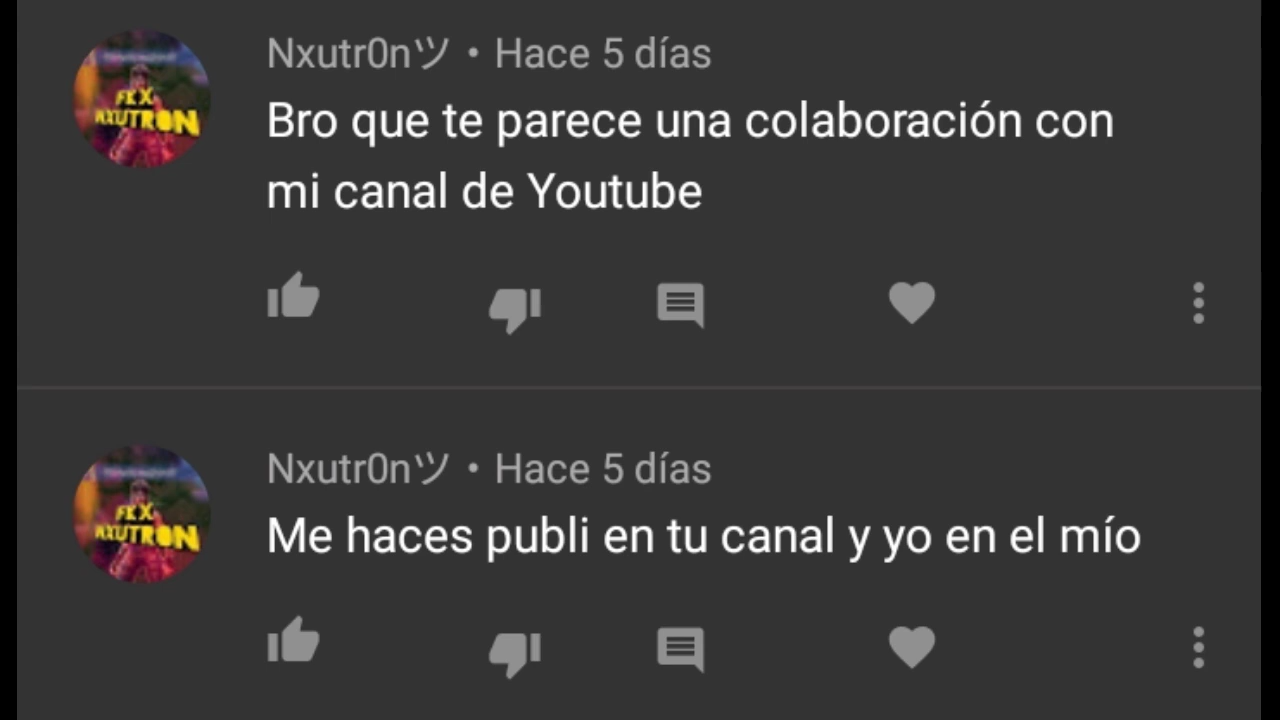 Nxutr0nツ • Hace 5 días
Bro que te parece una colaboración con
mi canal de Youtube
FKX
NXUTRON
Nxutr0nツ • Hace 5 días
Me haces publi en tu canal y yo en el mío
FKX
NXUTRON